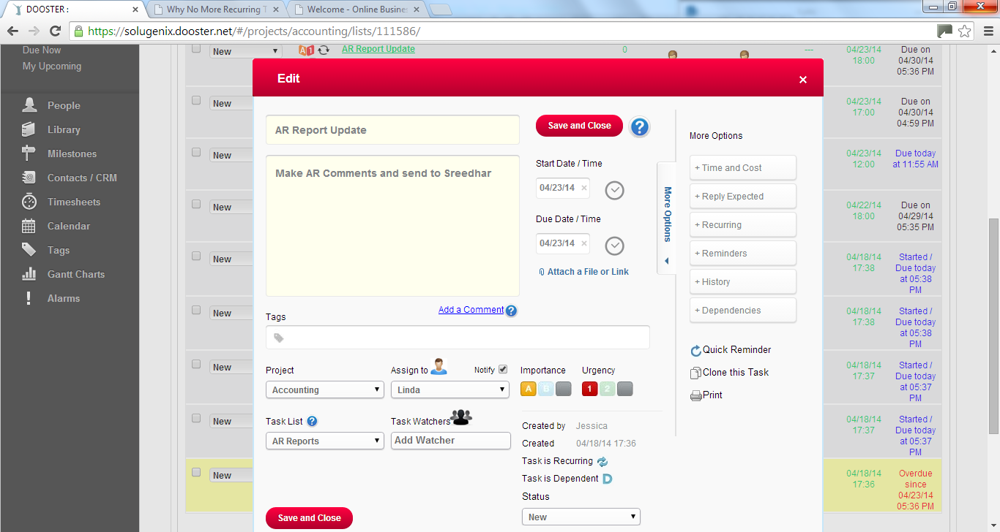 DOOSTER :
Why No More Recurring T
Welcome - Online Busine
https://solugenix.dooster.net/#/projects/accounting/lists/111586/
Due Now
My Upcoming
People
Library
Milestones
Contacts / CRM
Timesheets
Calendar
Tags
Gantt Charts
Alarms
New
A 1
AR Report Update
0
---
04/23/14
18:00
Due on
04/30/14
05:36 PM
New
04/23/14
17:00
Due on
04/30/14
04:59 PM
New
04/23/14
12:00
Due today
at 11:55 AM
New
04/22/14
18:00
Due on
04/29/14
05:35 PM
New
04/18/14
17:38
Started /
Due today
at 05:38
PM
New
04/18/14
17:38
Started /
Due today
at 05:38
PM
New
04/18/14
17:37
Started /
Due today
at 05:37
PM
New
04/18/14
17:37
Started /
Due today
at 05:37
PM
New
04/18/14
17:36
Overdue
since
04/23/14
05:36 PM
Edit
AR Report Update
Save and Close
?
Make AR Comments and send to Sreedhar
Start Date / Time
04/23/14
Due Date / Time
04/23/14
Attach a File or Link
Add a Comment ?
Tags
Project
Accounting
Assign to
Notify
Linda
Importance
A B
Urgency
1 2
Task List ?
AR Reports
Task Watchers
Add Watcher
Created by Jessica
Created 04/18/14 17:36
Task is Recurring
Task is Dependent D
Status
New
Save and Close
More Options
More Options
+ Time and Cost
+ Reply Expected
+ Recurring
+ Reminders
+ History
+ Dependencies
Quick Reminder
Clone this Task
Print